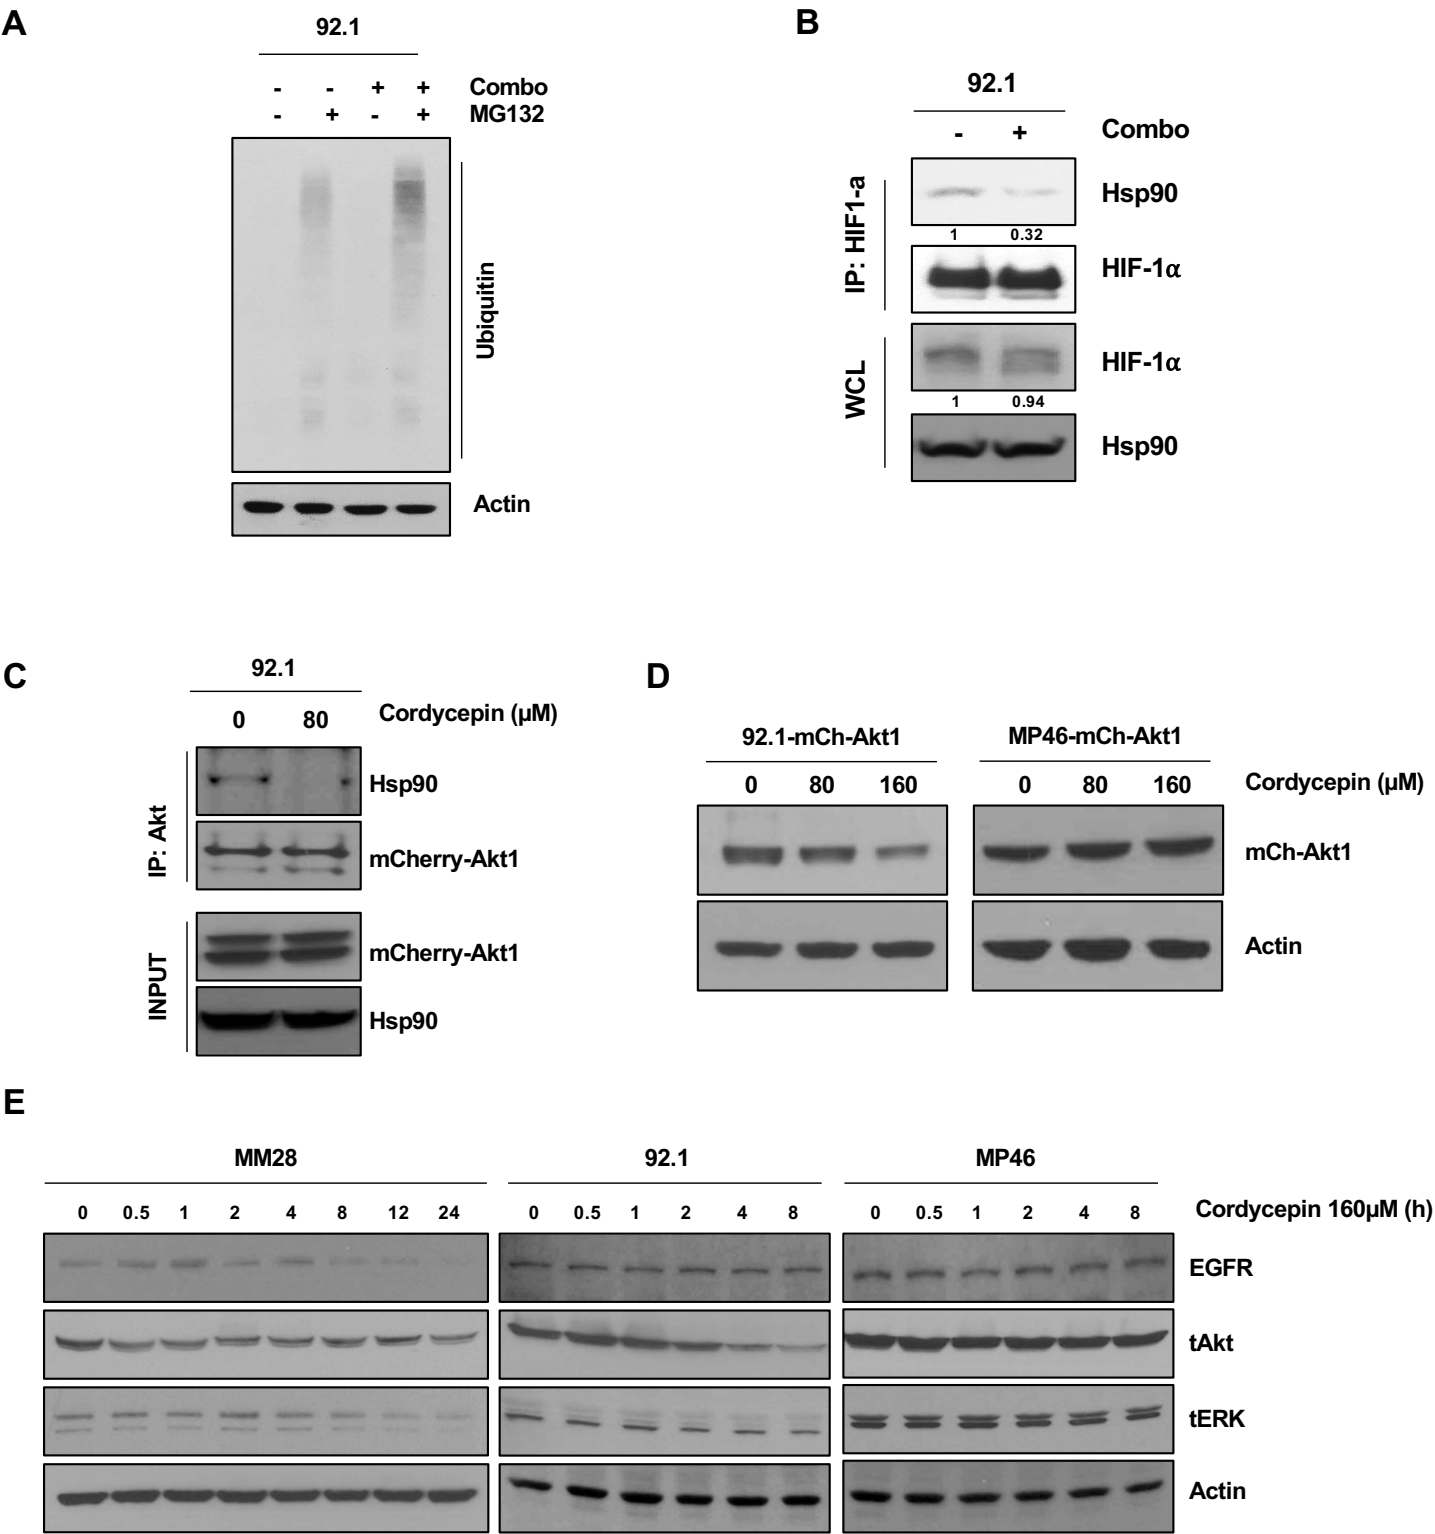 A
92.1
- - + + Combo
- + - + MG132
Ubiquitin
Actin
B
92.1
- + Combo
IP: HIF1-a
Hsp90
1 0.32
HIF-1α
WCL
HIF-1α
1 0.94
Hsp90
C
92.1
0 80 Cordycepin (µM)
IP: Akt
Hsp90
mCherry-Akt1
INPUT
mCherry-Akt1
Hsp90
D
92.1-mCh-Akt1 MP46-mCh-Akt1
0 80 160 0 80 160 Cordycepin (µM)
mCh-Akt1
Actin
E
MM28 92.1 MP46
0 0.5 1 2 4 8 12 24 0 0.5 1 2 4 8 0 0.5 1 2 4 8 Cordycepin 160µM (h)
EGFR
tAkt
tERK
Actin